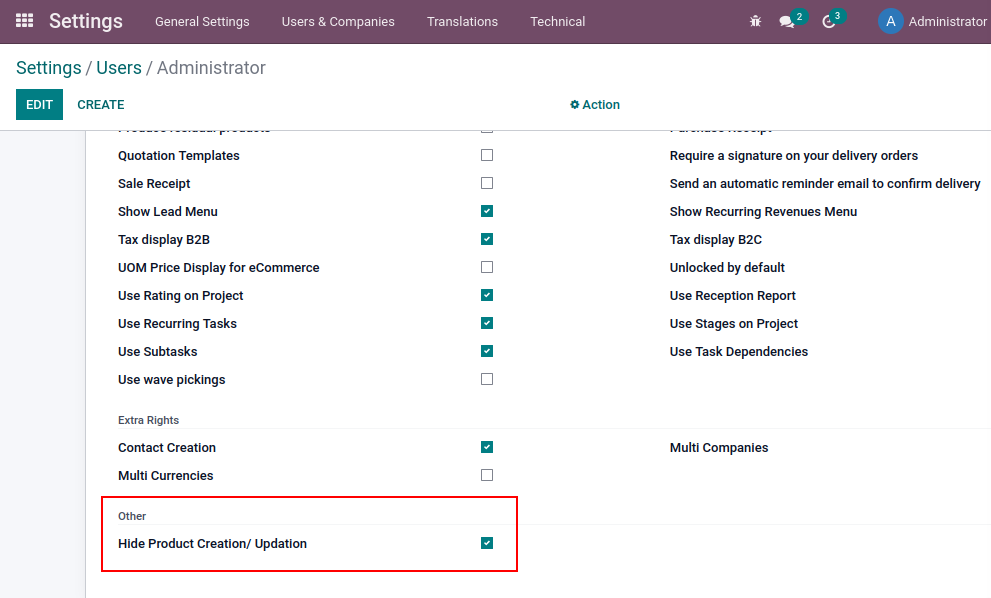 Settings General Settings Users & Companies Translations Technical 2 3 A Administrator
Settings / Users / Administrator
EDIT CREATE Action
Quotation Templates Require a signature on your delivery orders
Sale Receipt Send an automatic reminder email to confirm delivery
Show Lead Menu Show Recurring Revenues Menu
Tax display B2B Tax display B2C
UOM Price Display for eCommerce Unlocked by default
Use Rating on Project Use Reception Report
Use Recurring Tasks Use Stages on Project
Use Subtasks Use Task Dependencies
Use wave pickings
Extra Rights
Contact Creation Multi Companies
Multi Currencies
Other
Hide Product Creation/ Updation